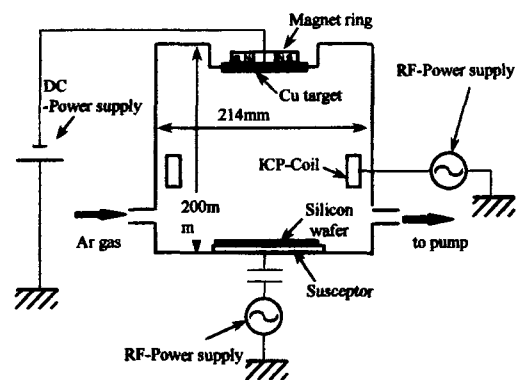 Magnet ring
DC
-Power supply
Cu target
RF-Power supply
214mm
ICP-Coil
200m
m
Silicon
wafer
Ar gas
to pump
Susceptor
RF-Power supply